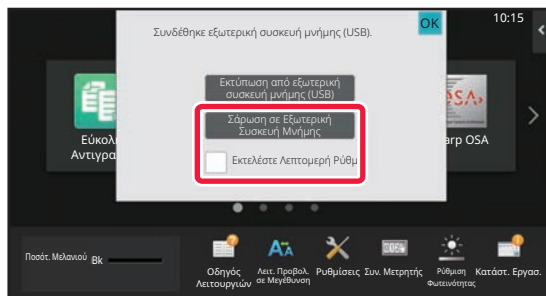 10:15
Συνδέθηκε εξωτερική συσκευή μνήμης (USB).
OK
Εκτύπωση από εξωτερική
συσκευή μνήμης (USB)
Σάρωση σε Εξωτερική
Συσκευή Μνήμης
Εκτελέστε Λεπτομερή Ρύθμ
Εύκολ
Αντιγρα
arp OSA
Ποσότ. Μελανιού Bk
Οδηγός
Λειτουργιών
Λειτ. Προβολ.
σε Μεγέθυνση
Ρυθμίσεις
Συν. Μετρητής
Ρύθμιση
Φωτεινότητας
Κατάστ. Εργασ.